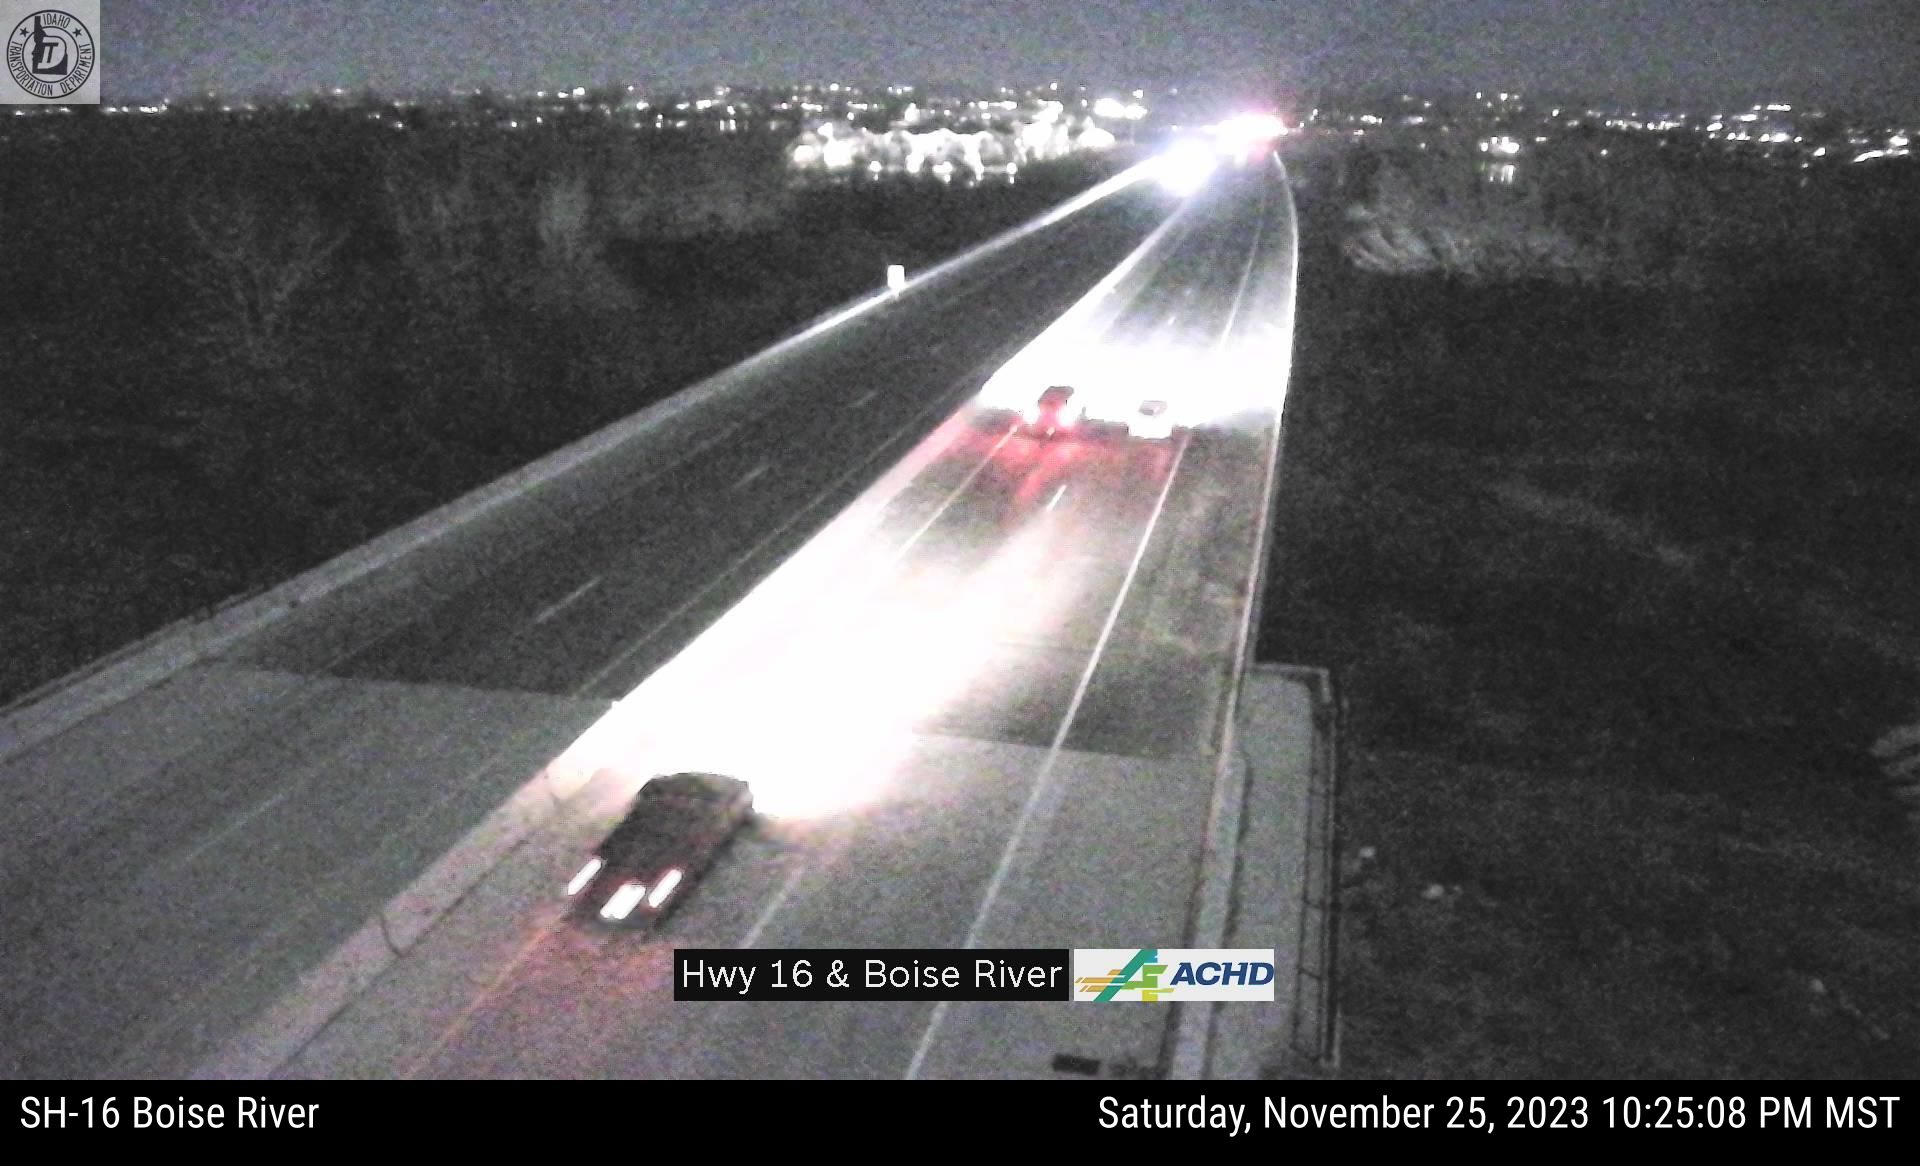 IDAHO
TRANSPORTATION DEPARTMENT
Hwy 16 & Boise River
ACHD
SH-16 Boise River
Saturday, November 25, 2023 10:25:08 PM MST